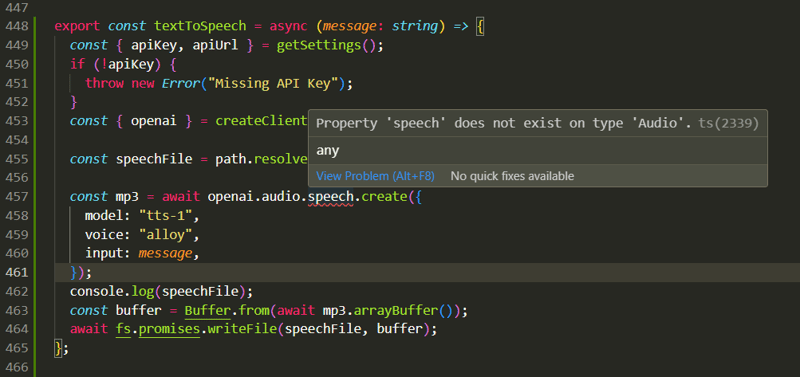 447
448 export const textToSpeech = async (message: string) => {
449 const { apiKey, apiUrl } = getSettings();
450 if (!apiKey) {
451 throw new Error("Missing API Key");
452 }
453 const { openai } = createClient
Property 'speech' does not exist on type 'Audio'. ts(2339)
454
any
455 const speechFile = path.resolve
View Problem (Alt+F8) No quick fixes available
456
457 const mp3 = await openai.audio.speech.create({
458 model: "tts-1",
459 voice: "alloy",
460 input: message,
461 });
462 console.log(speechFile);
463 const buffer = Buffer.from(await mp3.arrayBuffer());
464 await fs.promises.writeFile(speechFile, buffer);
465 };
466